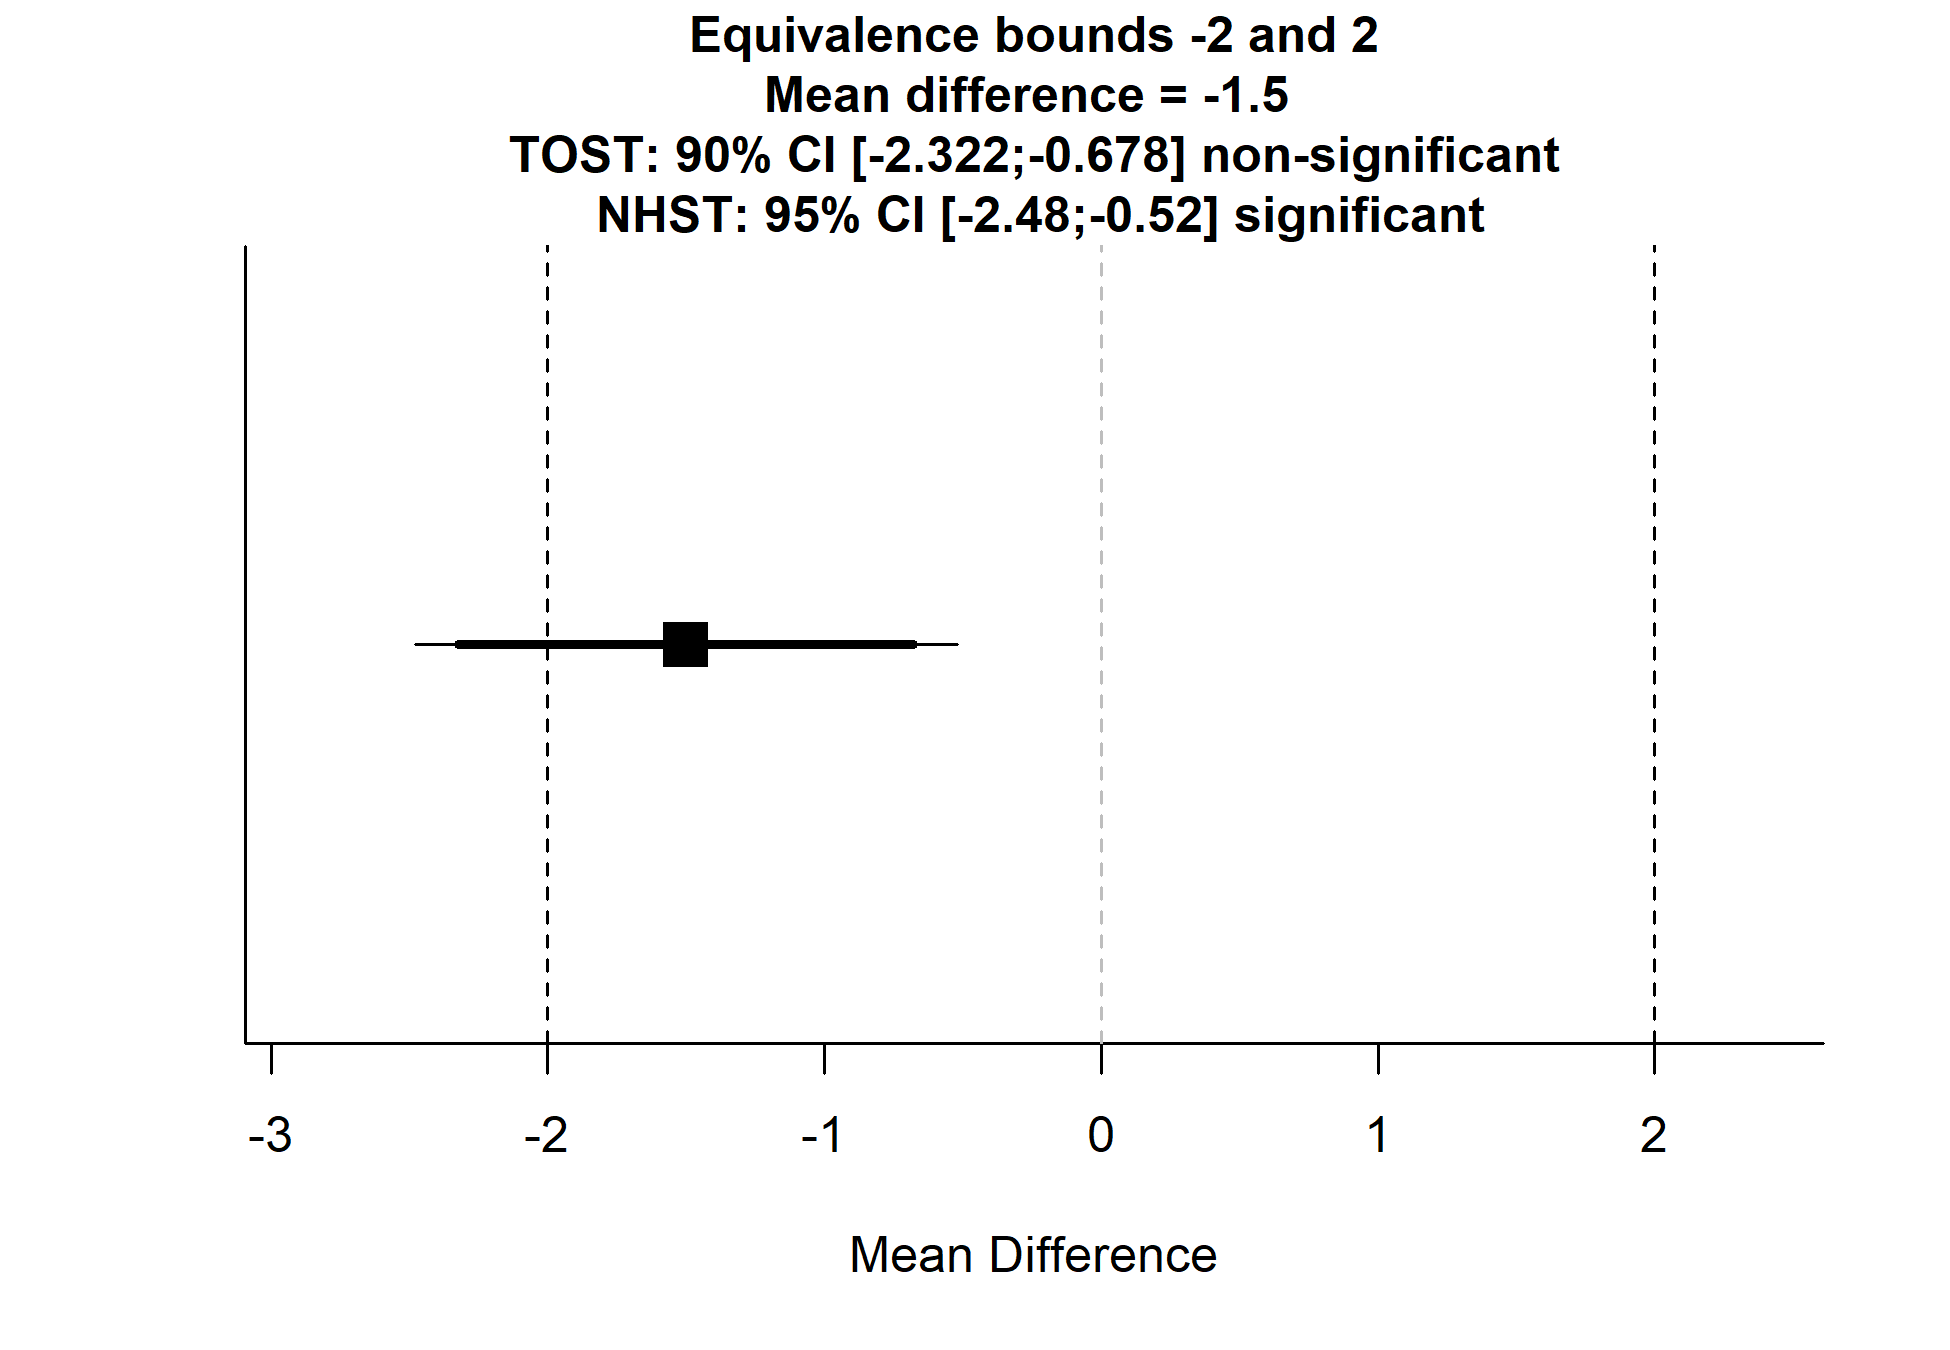 Equivalence bounds -2 and 2
Mean difference = -1.5
TOST: 90% CI [-2.322;-0.678] non-significant
NHST: 95% CI [-2.48;-0.52] significant
-3 -2 -1 0 1 2
Mean Difference